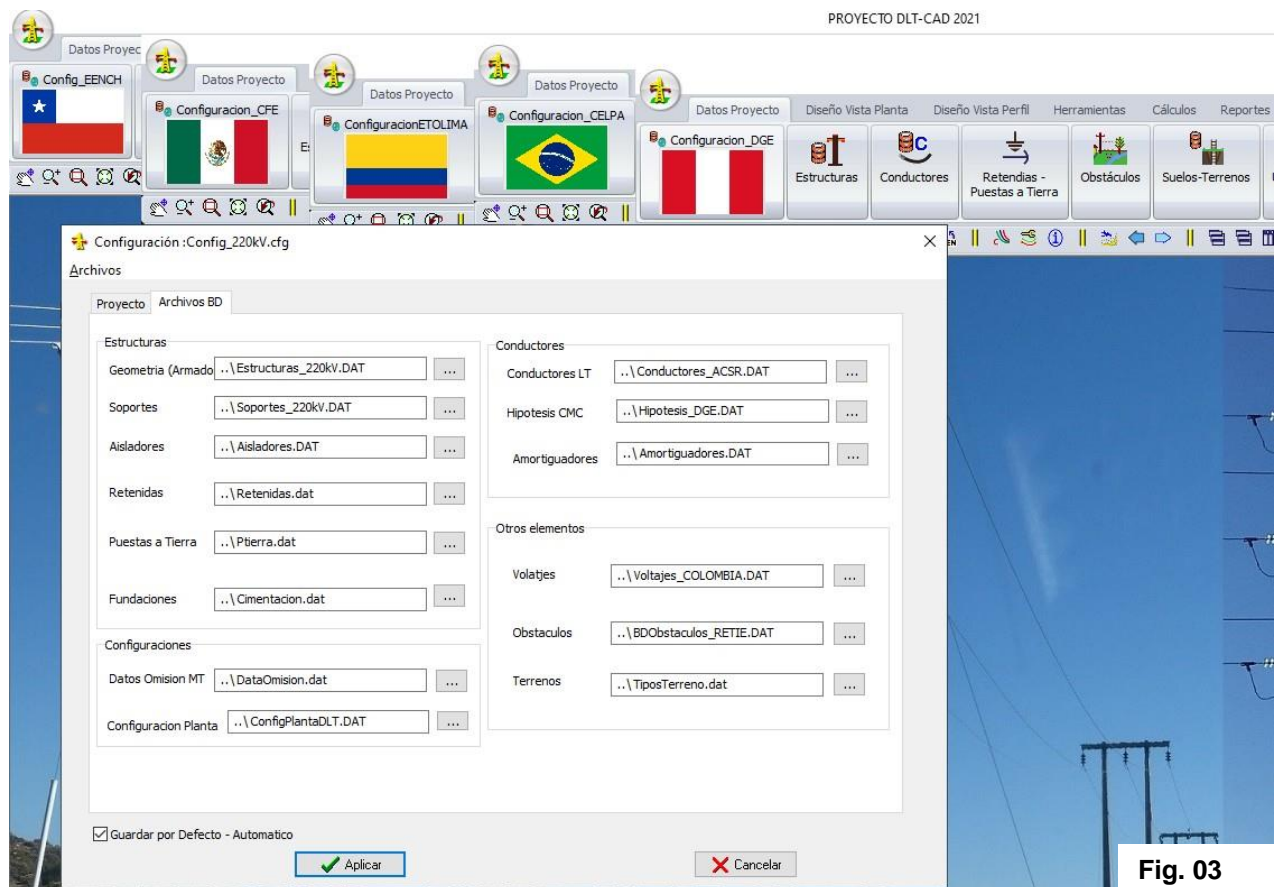 PROYECTO DLT-CAD 2021
Datos Proyec
Config_EENCH
Datos Proyecto
Configuracion_CFE
Datos Proyecto
ConfiguracionETOLIMA
Datos Proyecto
Configuracion_CELPA
Datos Proyecto
Diseño Vista Planta
Diseño Vista Perfil
Herramientas
Cálculos
Reportes
Configuracion_DGE
Estructuras
Conductores
Retendias -
Puestas a Tierra
Obstáculos
Suelos-Terrenos
Configuración :Config_220kV.cfg
Archivos
Proyecto
Archivos BD
Estructuras
Geometria (Armado ..\Estructuras_220kV.DAT ...
Soportes ..\Soportes_220kV.DAT ...
Aisladores ..\Aisladores.DAT ...
Retenidas ..\Retenidas.dat ...
Puestas a Tierra ..\Ptierra.dat ...
Fundaciones ..\Cimentacion.dat ...
Configuraciones
Datos Omision MT ..\DataOmision.dat ...
Configuracion Planta ..\ConfigPlantaDLT.DAT ...
Conductores
Conductores LT ..\Conductores_ACSR.DAT ...
Hipotesis CMC ..\Hipotesis_DGE.DAT ...
Amortiguadores ..\Amortiguadores.DAT ...
Otros elementos
Volatjes ..\Voltajes_COLOMBIA.DAT ...
Obstaculos ..\BDObstaculos_RETIE.DAT ...
Terrenos ..\TiposTerreno.dat ...
Guardar por Defecto - Automatico
Aplicar
Cancelar
Fig. 03